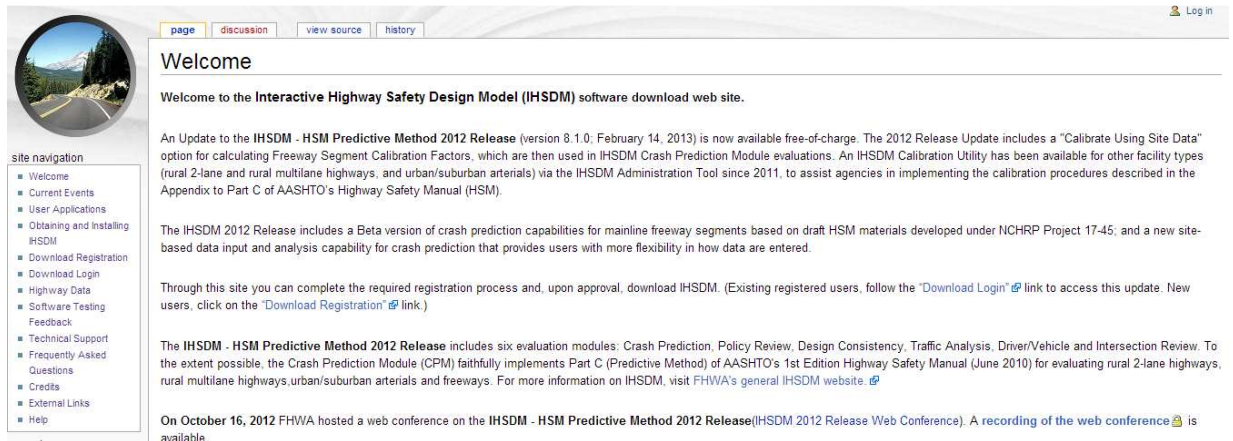 Log in
page discussion view source history
Welcome
Welcome to the Interactive Highway Safety Design Model (IHSDM) software download web site.
An Update to the IHSDM - HSM Predictive Method 2012 Release (version 8.1.0; February 14, 2013) is now available free-of-charge. The 2012 Release Update includes a "Calibrate Using Site Data"
option for calculating Freeway Segment Calibration Factors, which are then used in IHSDM Crash Prediction Module evaluations. An IHSDM Calibration Utility has been available for other facility types
(rural 2-lane and rural multilane highways, and urban/suburban arterials) via the IHSDM Administration Tool since 2011, to assist agencies in implementing the calibration procedures described in the
Appendix to Part C of AASHTO's Highway Safety Manual (HSM).
The IHSDM 2012 Release includes a Beta version of crash prediction capabilities for mainline freeway segments based on draft HSM materials developed under NCHRP Project 17-45; and a new site-
based data input and analysis capability for crash prediction that provides users with more flexibility in how data are entered.
Through this site you can complete the required registration process and, upon approval, download IHSDM. (Existing registered users, follow the "Download Login" link to access this update. New
users, click on the "Download Registration" link.)
The IHSDM - HSM Predictive Method 2012 Release includes six evaluation modules: Crash Prediction, Policy Review, Design Consistency, Traffic Analysis, Driver/Vehicle and Intersection Review. To
the extent possible, the Crash Prediction Module (CPM) faithfully implements Part C (Predictive Method) of AASHTO's 1st Edition Highway Safety Manual (June 2010) for evaluating rural 2-lane highways,
rural multilane highways,urban/suburban arterials and freeways. For more information on IHSDM, visit FHWA's general IHSDM website.
On October 16, 2012 FHWA hosted a web conference on the IHSDM - HSM Predictive Method 2012 Release(IHSDM 2012 Release Web Conference). A recording of the web conference is
available.
site navigation
Welcome
Current Events
User Applications
Obtaining and Installing
IHSDM
Download Registration
Download Login
Highway Data
Software Testing
Feedback
Technical Support
Frequently Asked
Questions
Credits
External Links
Help